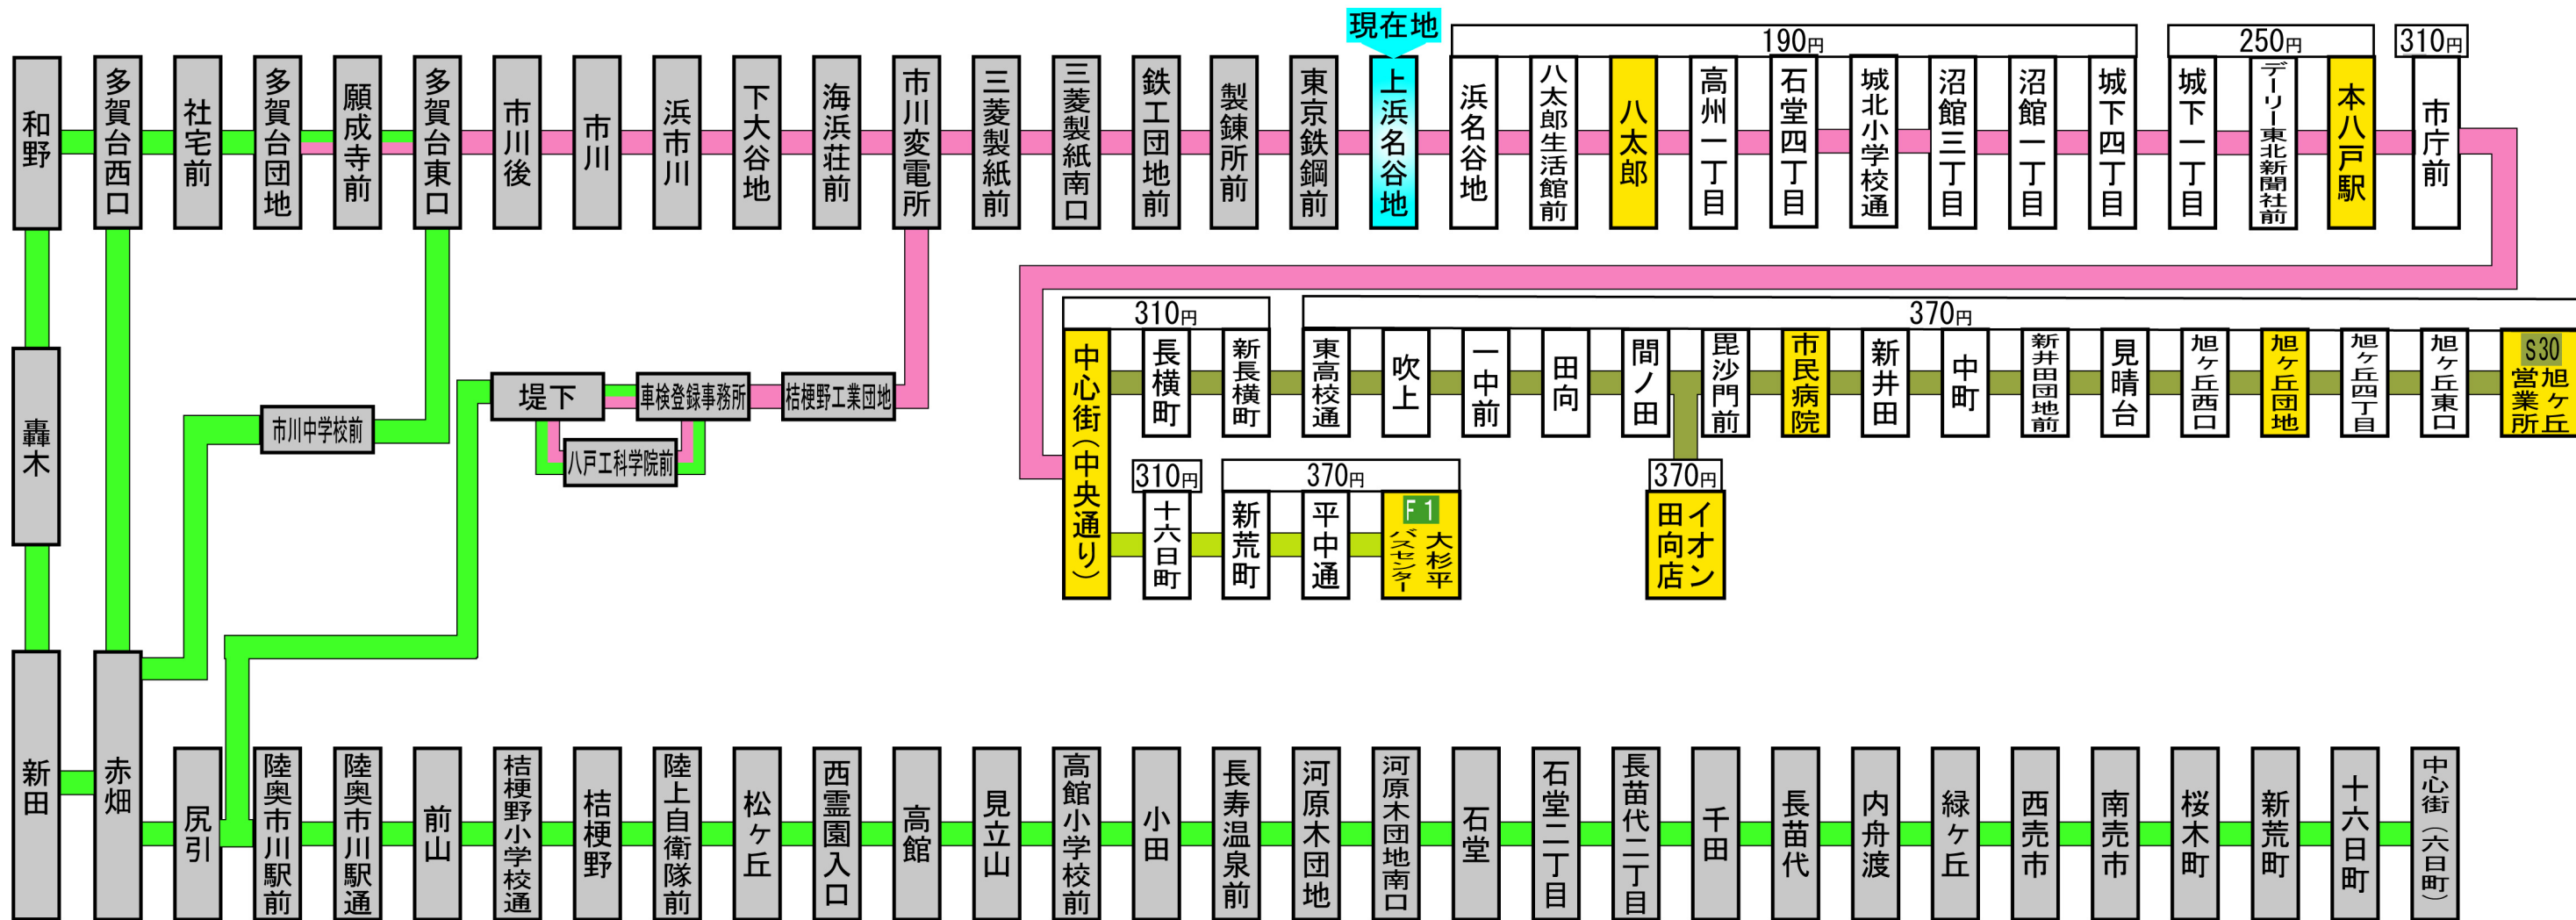 現在地
190円
250円
310円
和野
多賀台西口
社宅前
多賀台団地
願成寺前
多賀台東口
市川後
市川
浜市川
下大谷地
海浜荘前
市川変電所
三菱製紙前
三菱製紙南口
鉄工団地前
製錬所前
東京鉄鋼前
上浜名谷地
浜名谷地
八太郎生活館前
八太郎
高州一丁目
石堂四丁目
城北小学校通
沼館三丁目
沼館一丁目
城下四丁目
城下一丁目
デーリー東北新聞社前
本八戸駅
市庁前
310円
370円
中心街(中央通り)
長横町
新長横町
東高校通
吹上
一中前
田向
間ノ田
毘沙門前
市民病院
新井田
中町
新井田団地前
見晴台
旭ヶ丘西口
旭ヶ丘団地
旭ヶ丘四丁目
旭ヶ丘東口
S30
旭ヶ丘
営業所
轟木
市川中学校前
堤下
車検登録事務所
桔梗野工業団地
八戸工科学院前
310円
370円
370円
十六日町
新荒町
平中通
F1
大杉平
バスセンター
イオン
田向店
新田
赤畑
尻引
陸奥市川駅前
陸奥市川駅通
前山
桔梗野小学校通
桔梗野
陸上自衛隊前
松ヶ丘
西霊園入口
高館
見立山
高館小学校前
小田
長寿温泉前
河原木団地
河原木団地南口
石堂
石堂二丁目
長苗代二丁目
千田
長苗代
内舟渡
緑ヶ丘
西売市
南売市
桜木町
新荒町
十六日町
中心街(六日町)